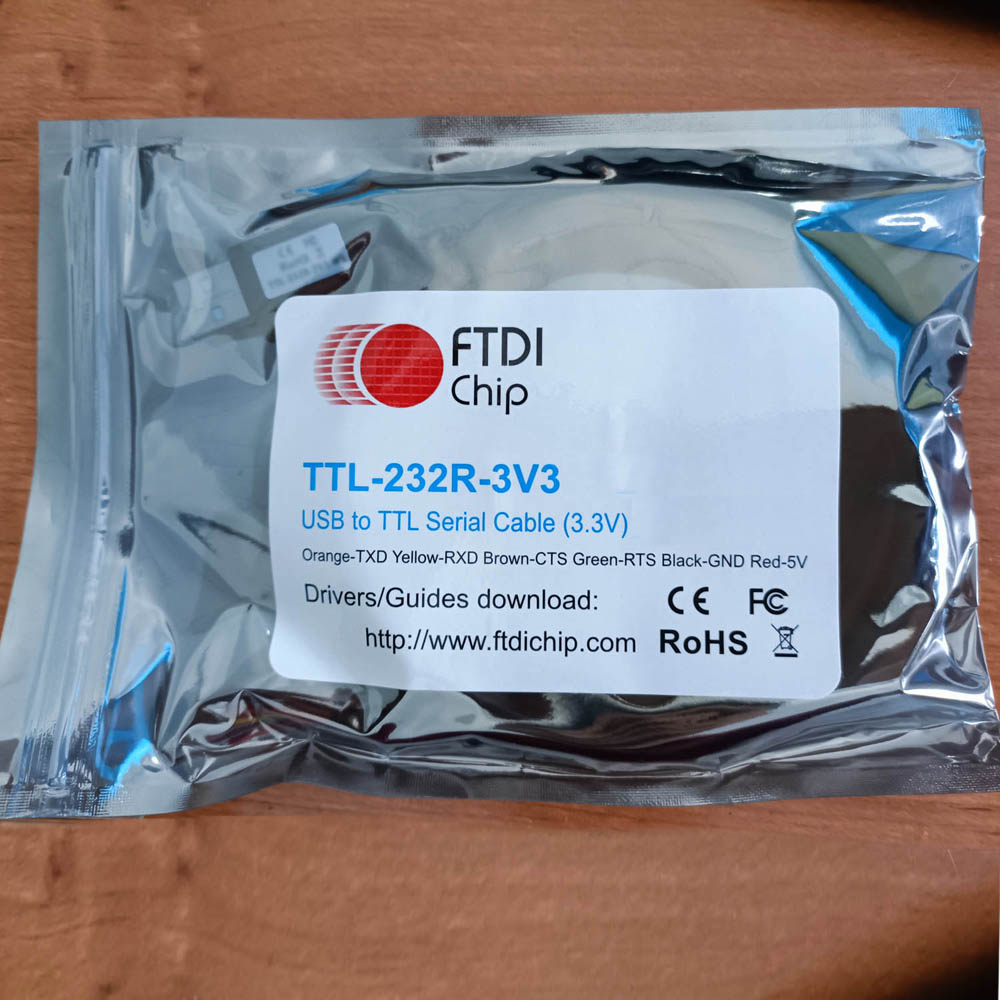 FTDI
Chip
TTL-232R-3V3
USB to TTL Serial Cable (3.3V)
Orange-TXD Yellow-RXD Brown-CTS Green-RTS Black-GND Red-5V
Drivers/Guides download:
CE FC
http://www.ftdichip.com RoHS